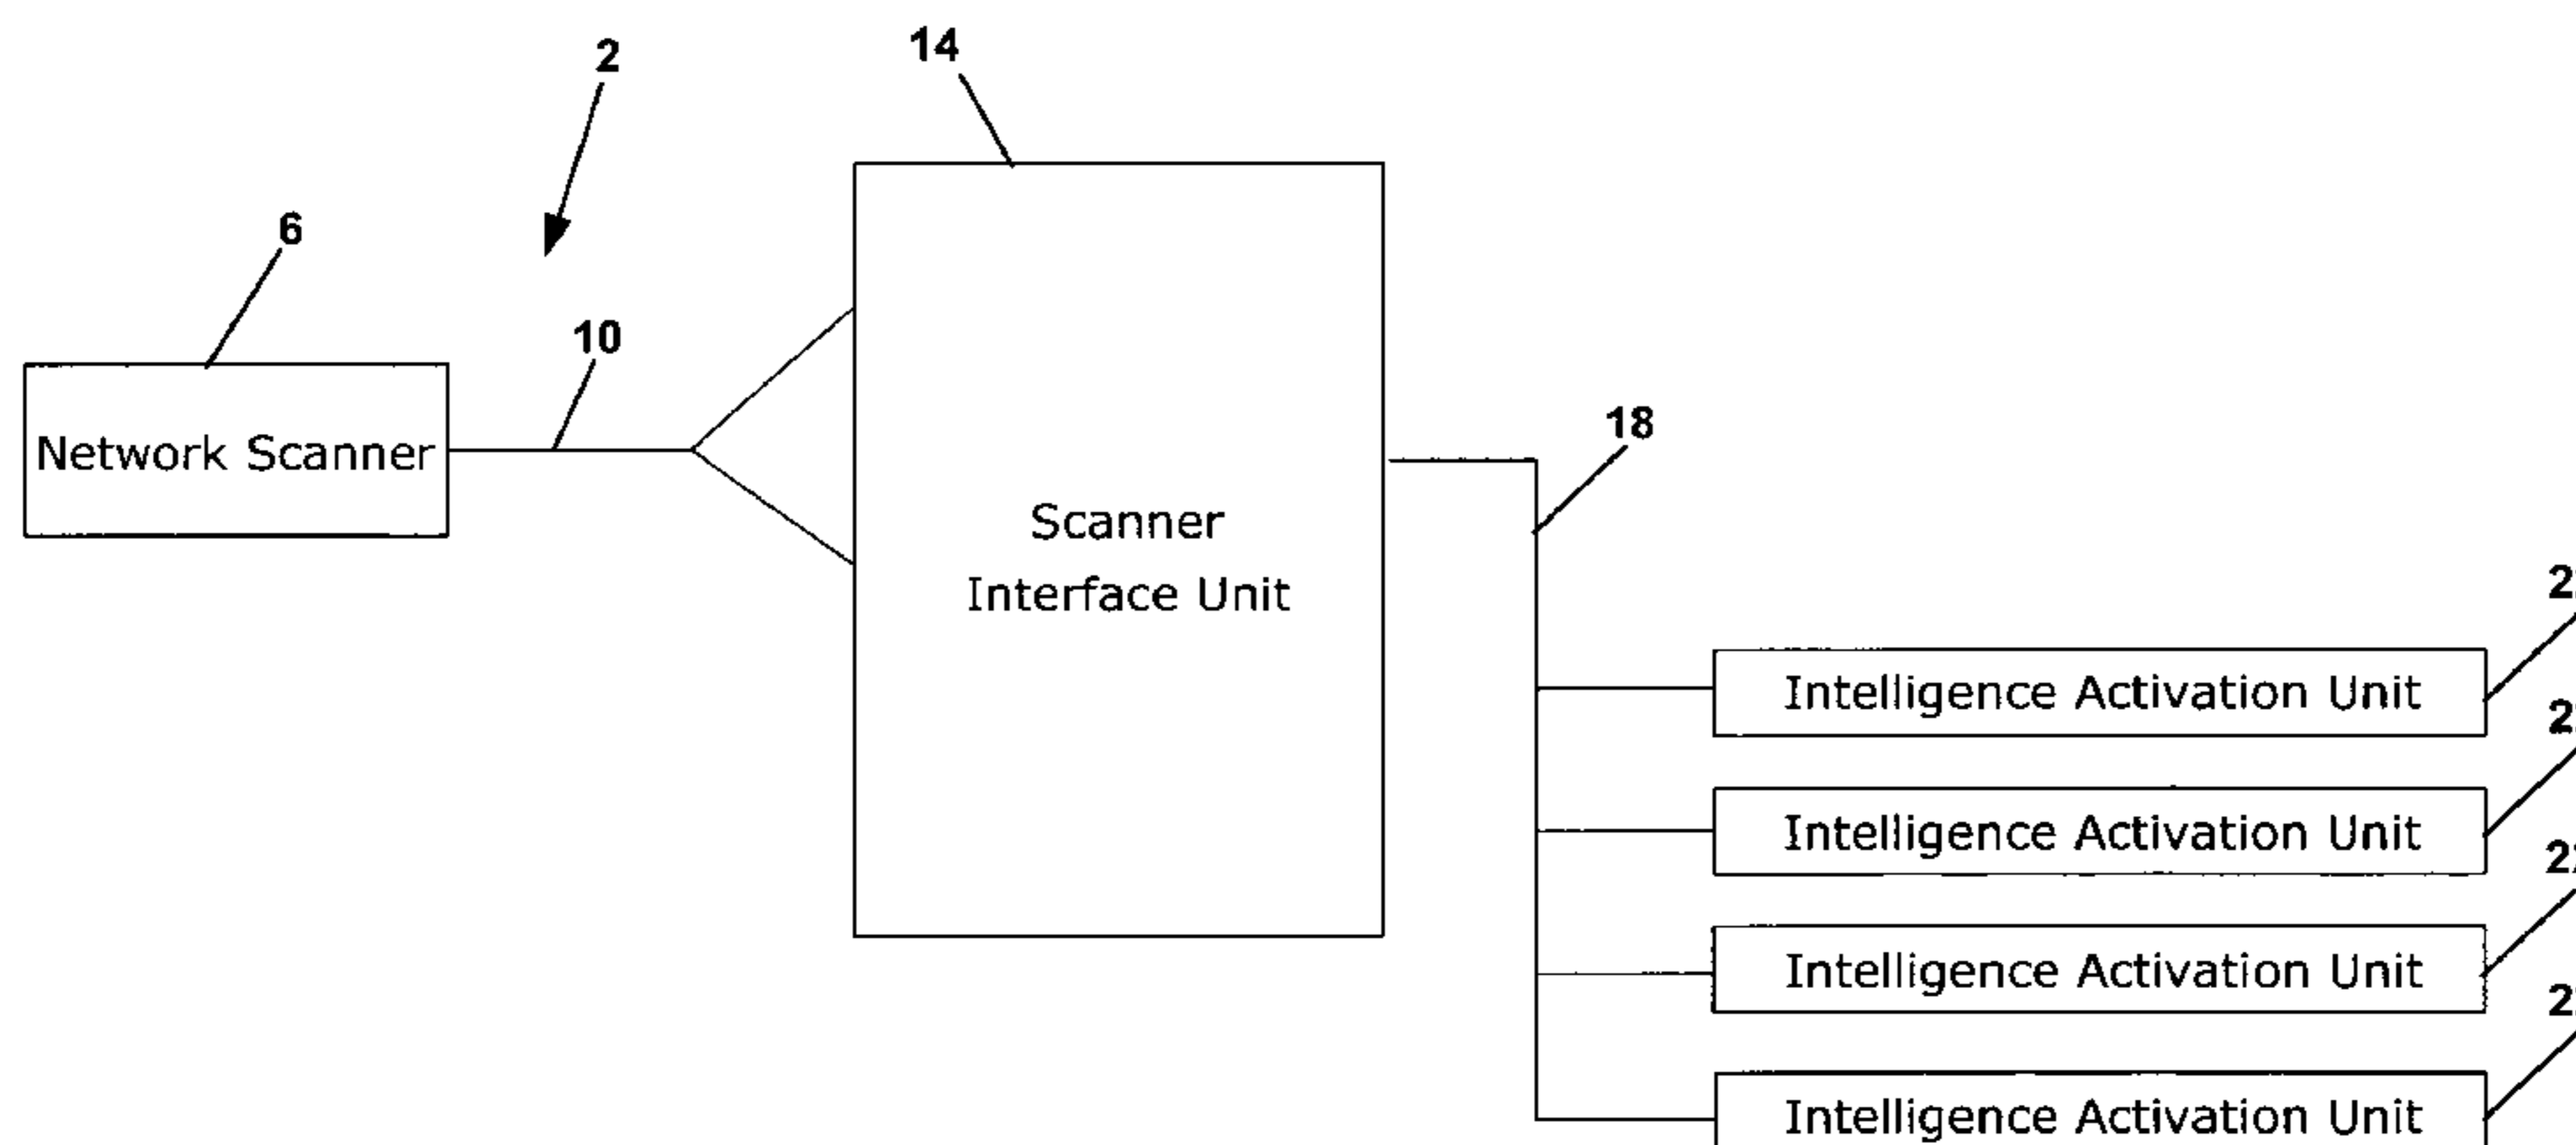 2
14
6
10
Network Scanner
18
Scanner
Interface Unit
Intelligence Activation Unit
Intelligence Activation Unit
22
Intelligence Activation Unit
Intelligence Activation Unit